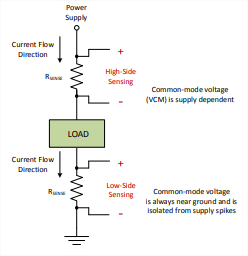 Power
Supply
Current Flow
Direction
+
High-Side
Sensing
RSENSE
Common-mode voltage
(VCM) is supply dependent
–
LOAD
Current Flow
Direction
+
Low-Side
Sensing
RSENSE
Common-mode voltage
is always near ground and is
isolated from supply spikes
–